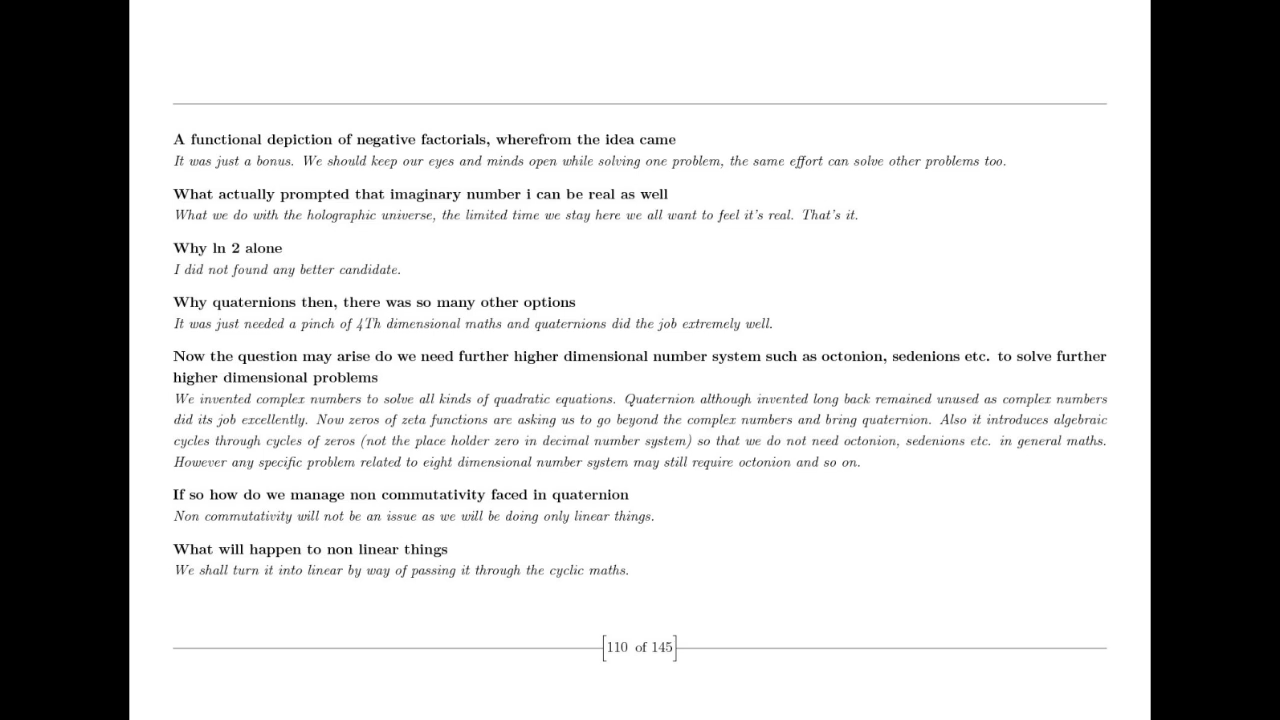 A functional depiction of negative factorials, wherefrom the idea came
It was just a bonus. We should keep our eyes and minds open while solving one problem, the same effort can solve other problems too.
What actually prompted that imaginary number i can be real as well
What we do with the holographic universe, the limited time we stay here we all want to feel it's real. That's it.
Why ln 2 alone
I did not found any better candidate.
Why quaternions then, there was so many other options
It was just needed a pinch of 4Th dimensional maths and quaternions did the job extremely well.
Now the question may arise do we need further higher dimensional number system such as octonion, sedenions etc. to solve further
higher dimensional problems
We invented complex numbers to solve all kinds of quadratic equations. Quaternion although invented long back remained unused as complex numbers
did its job excellently. Now zeros of zeta functions are asking us to go beyond the complex numbers and bring quaternion. Also it introduces algebraic
cycles through cycles of zeros (not the place holder zero in decimal number system) so that we do not need octonion, sedenions etc. in general maths.
However any specific problem related to eight dimensional number system may still require octonion and so on.
If so how do we manage non commutativity faced in quaternion
Non commutativity will not be an issue as we will be doing only linear things.
What will happen to non linear things
We shall turn it into linear by way of passing it through the cyclic maths.
110 of 145